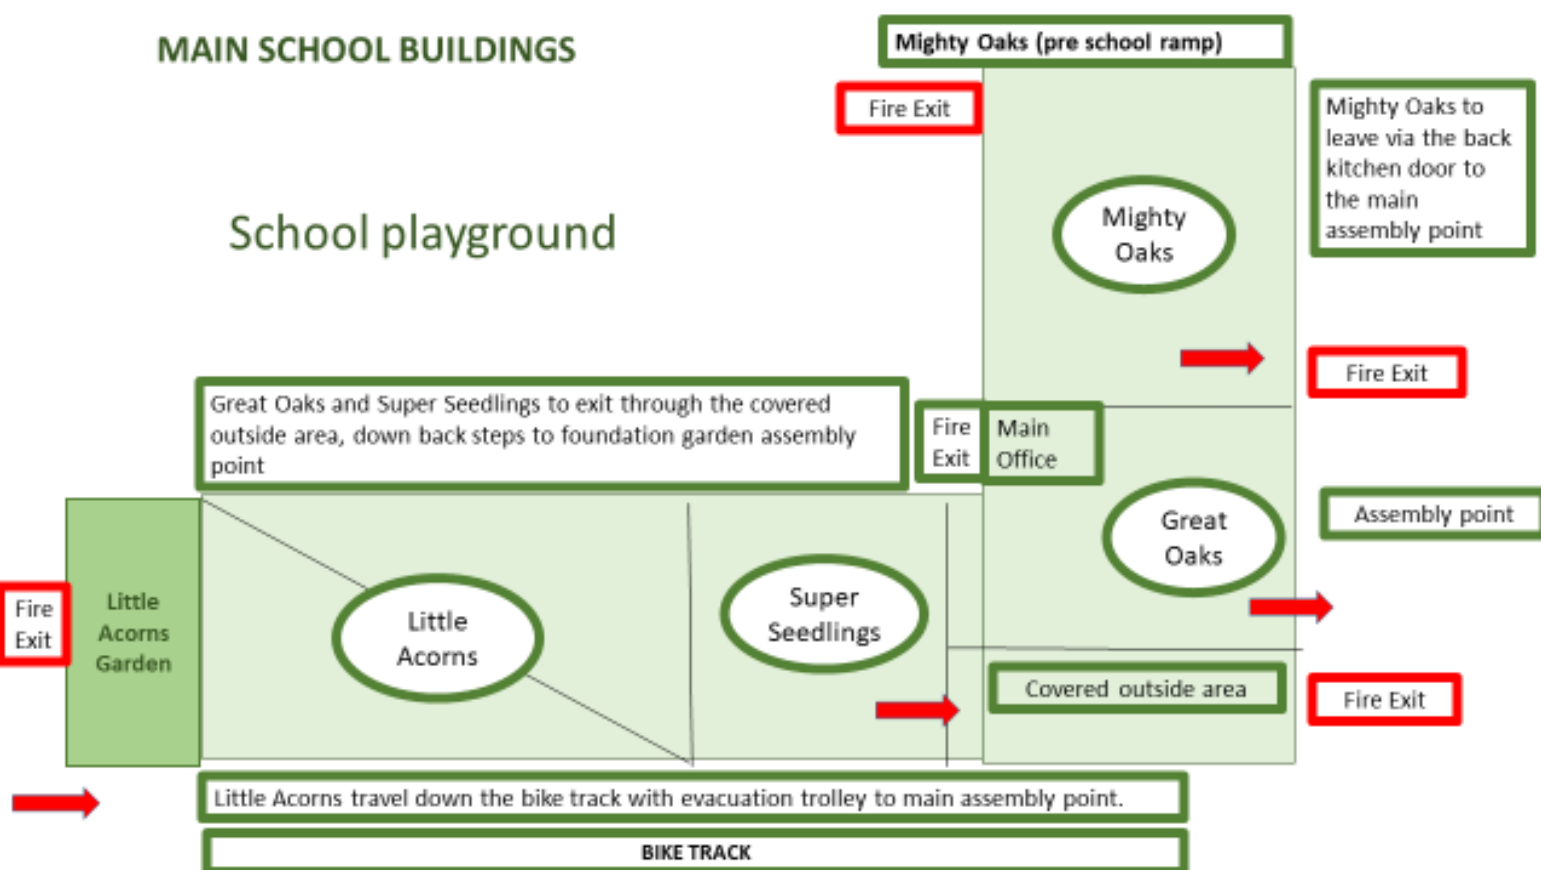 MAIN SCHOOL BUILDINGS
Mighty Oaks (pre school ramp)
Fire Exit
Mighty Oaks to
leave via the back
kitchen door to
the main
assembly point
School playground
Mighty
Oaks
Fire Exit
Great Oaks and Super Seedlings to exit through the covered
outside area, down back steps to foundation garden assembly
point
Fire
Exit
Main
Office
Great
Oaks
Assembly point
Fire
Exit
Little
Acorns
Garden
Little
Acorns
Super
Seedlings
Covered outside area
Fire Exit
Little Acorns travel down the bike track with evacuation trolley to main assembly point.
BIKE TRACK